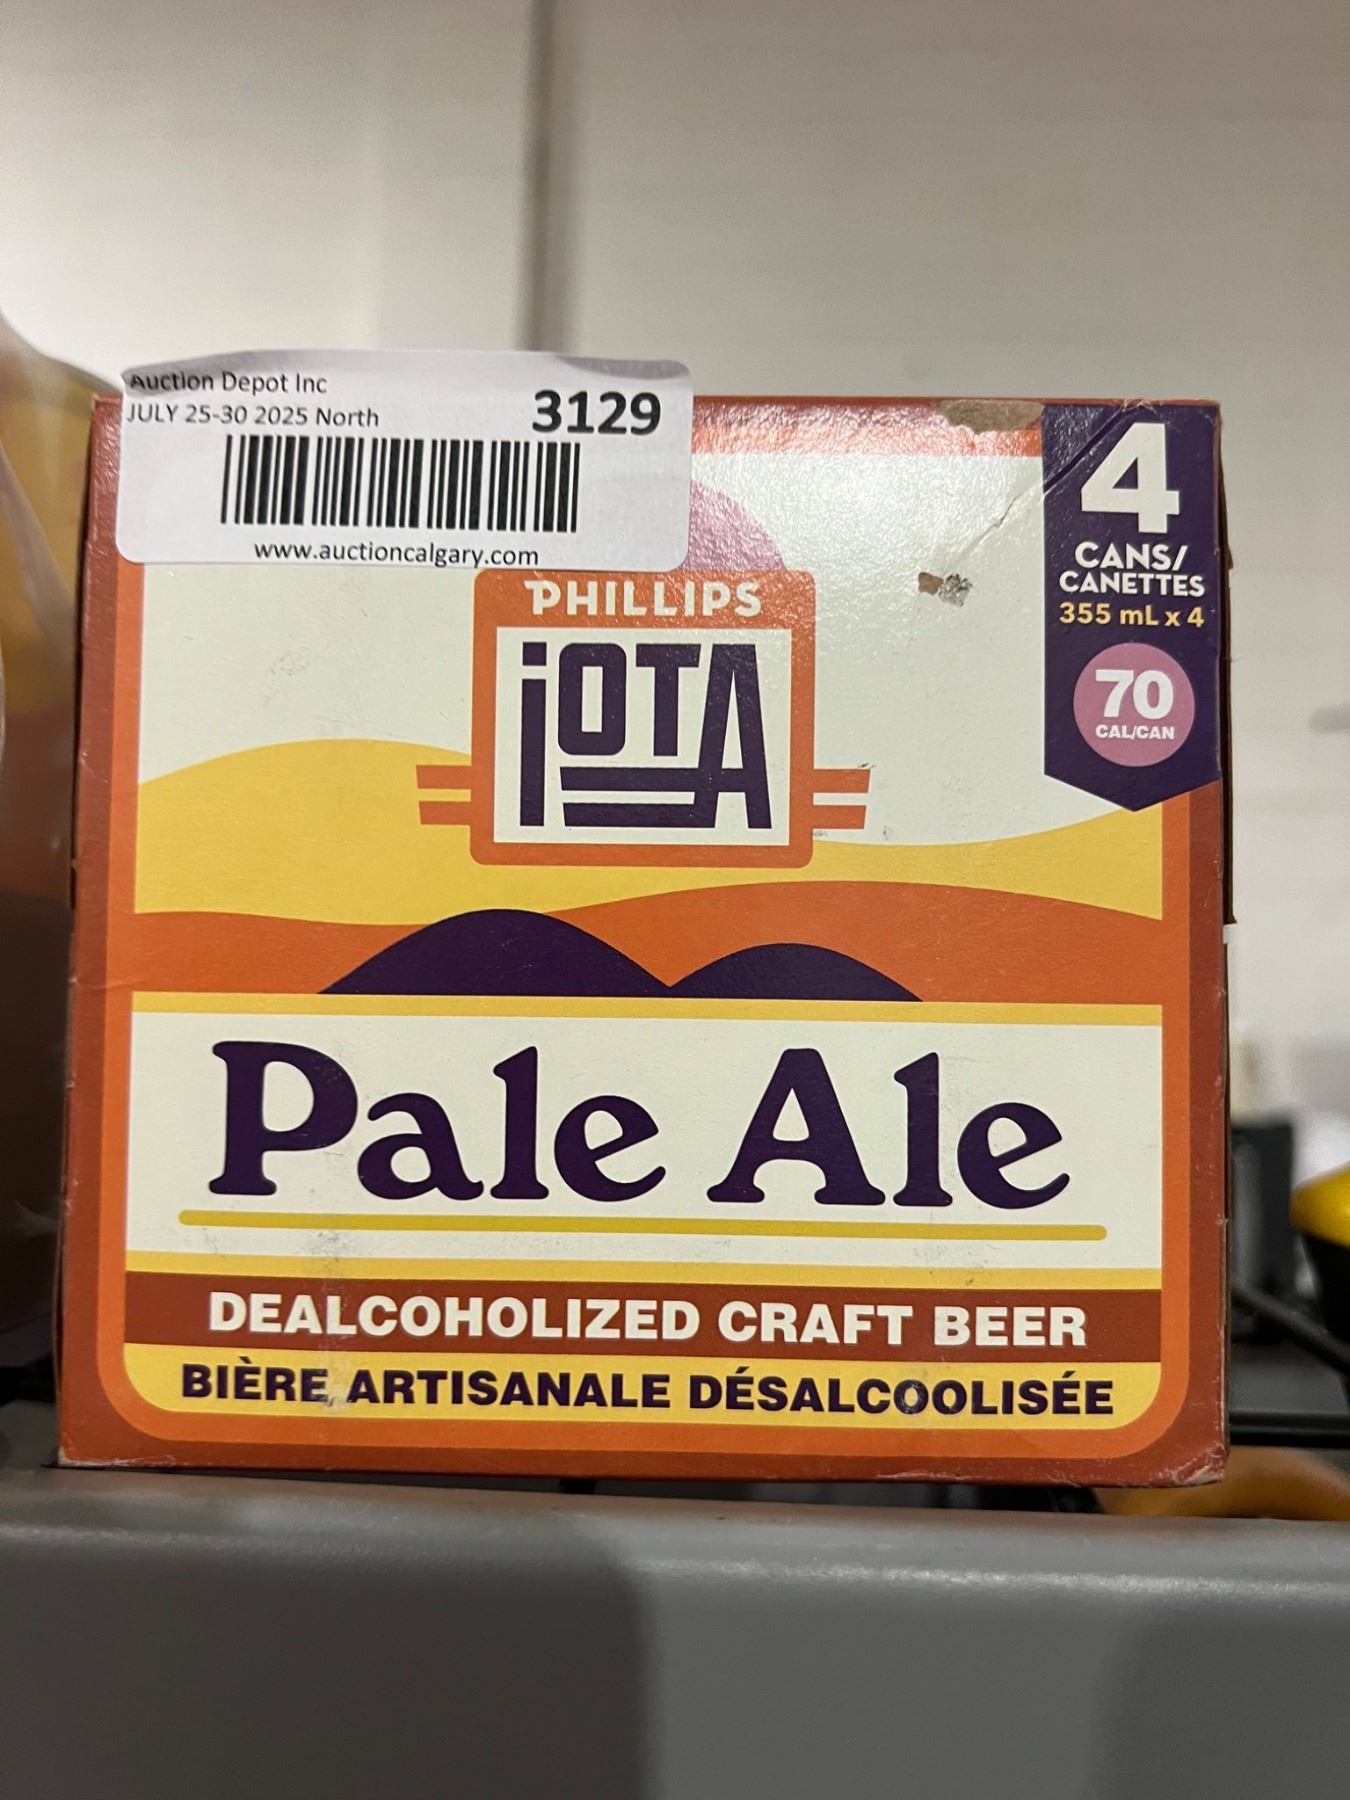 Auction Depot Inc
JULY 25-30 2025 North
3129
www.auctioncalgary.com
4
CANS/
CANETTES
355 mL x 4
70
CAL/CAN
PHILLIPS
iOTA
Pale Ale
DEALCOHOLIZED CRAFT BEER
BIÈRE ARTISANALE DÉSALCOOLISÉE